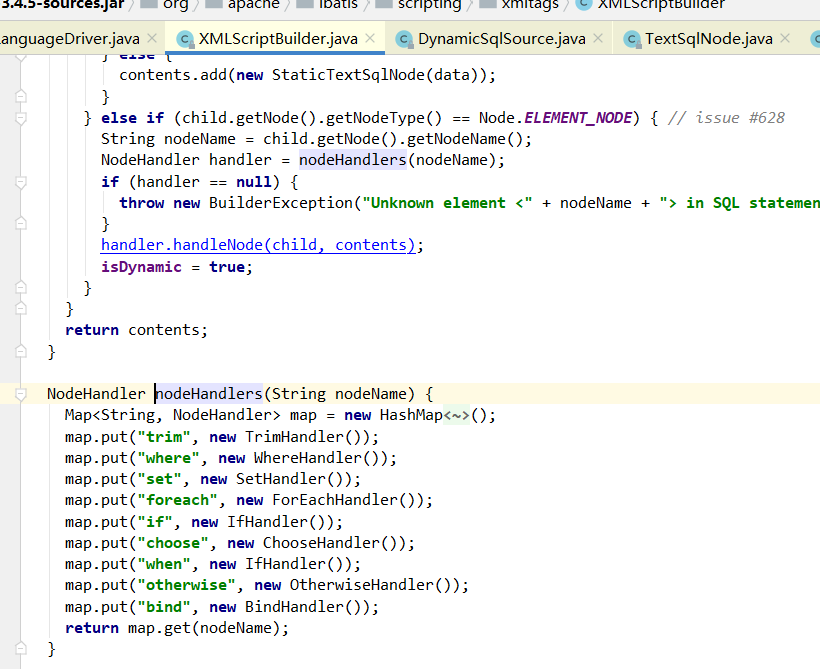 3.4.5-sources.jar org apache ibatis scripting xmltags XMLScriptBuilder
LanguageDriver.java XMLScriptBuilder.java DynamicSqlSource.java TextSqlNode.java
} else {
contents.add(new StaticTextSqlNode(data));
}
} else if (child.getNode().getNodeType() == Node.ELEMENT_NODE) { // issue #628
String nodeName = child.getNode().getNodeName();
NodeHandler handler = nodeHandlers(nodeName);
if (handler == null) {
throw new BuilderException("Unknown element <" + nodeName + "> in SQL statemen
}
handler.handleNode(child, contents);
isDynamic = true;
}
}
return contents;
}
NodeHandler nodeHandlers(String nodeName) {
Map<String, NodeHandler> map = new HashMap<~>();
map.put("trim", new TrimHandler());
map.put("where", new WhereHandler());
map.put("set", new SetHandler());
map.put("foreach", new ForEachHandler());
map.put("if", new IfHandler());
map.put("choose", new ChooseHandler());
map.put("when", new IfHandler());
map.put("otherwise", new OtherwiseHandler());
map.put("bind", new BindHandler());
return map.get(nodeName);
}